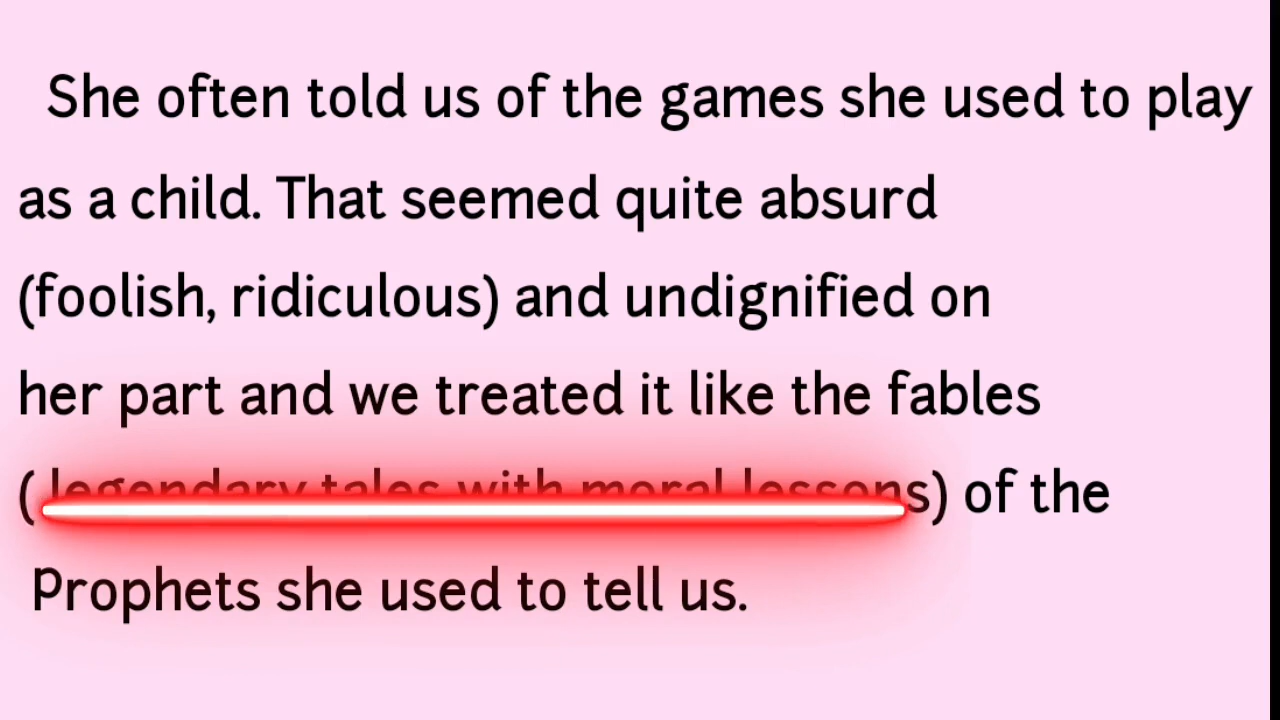 She often told us of the games she used to play
as a child. That seemed quite absurd
(foolish, ridiculous) and undignified on
her part and we treated it like the fables
( legendary tales with moral lessons) of the
Prophets she used to tell us.